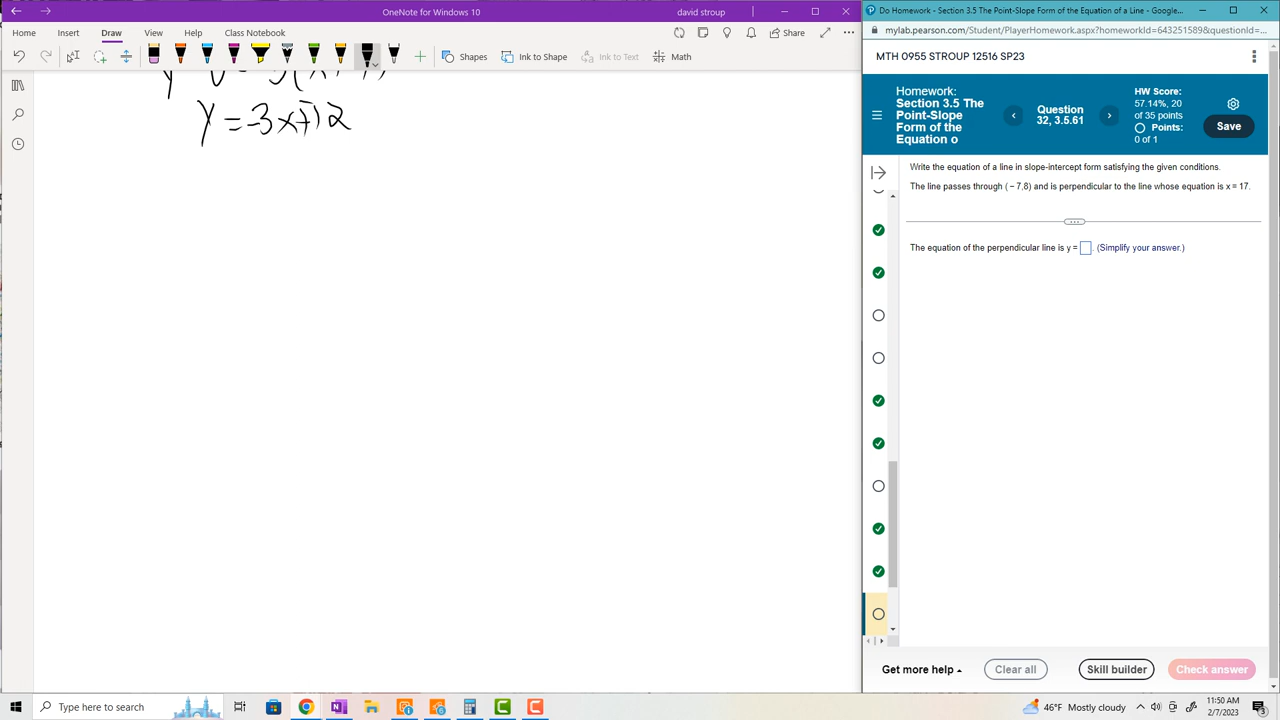 OneNote for Windows 10
david stroup
Home Insert Draw View Help Class Notebook
Share
Shapes Ink to Shape Ink to Text Math
y = -3x+12
Do Homework - Section 3.5 The Point-Slope Form of the Equation of a Line - Google...
mylab.pearson.com/Student/PlayerHomework.aspx?homeworkId=643251589&questionId=...
MTH 0955 STROUP 12516 SP23
Homework:
Section 3.5 The
Point-Slope
Form of the
Equation o
Question
32, 3.5.61
HW Score:
57.14%, 20
of 35 points
Points:
0 of 1
Save
Write the equation of a line in slope-intercept form satisfying the given conditions.
The line passes through (−7,8) and is perpendicular to the line whose equation is x = 17.
The equation of the perpendicular line is y = . (Simplify your answer.)
Get more help
Clear all
Skill builder
Check answer
Type here to search
46°F Mostly cloudy
11:50 AM
2/7/2023
3